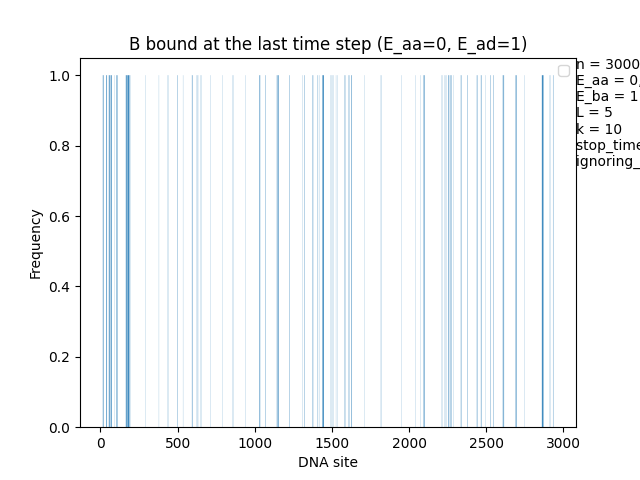 B bound at the last time step (E_aa=0, E_ad=1)
n = 3000
E_aa = 0,
E_ba = 1
L = 5
k = 10
stop_time
ignoring_
1.0
0.8
0.6
0.4
0.2
0.0
Frequency
0 500 1000 1500 2000 2500 3000
DNA site